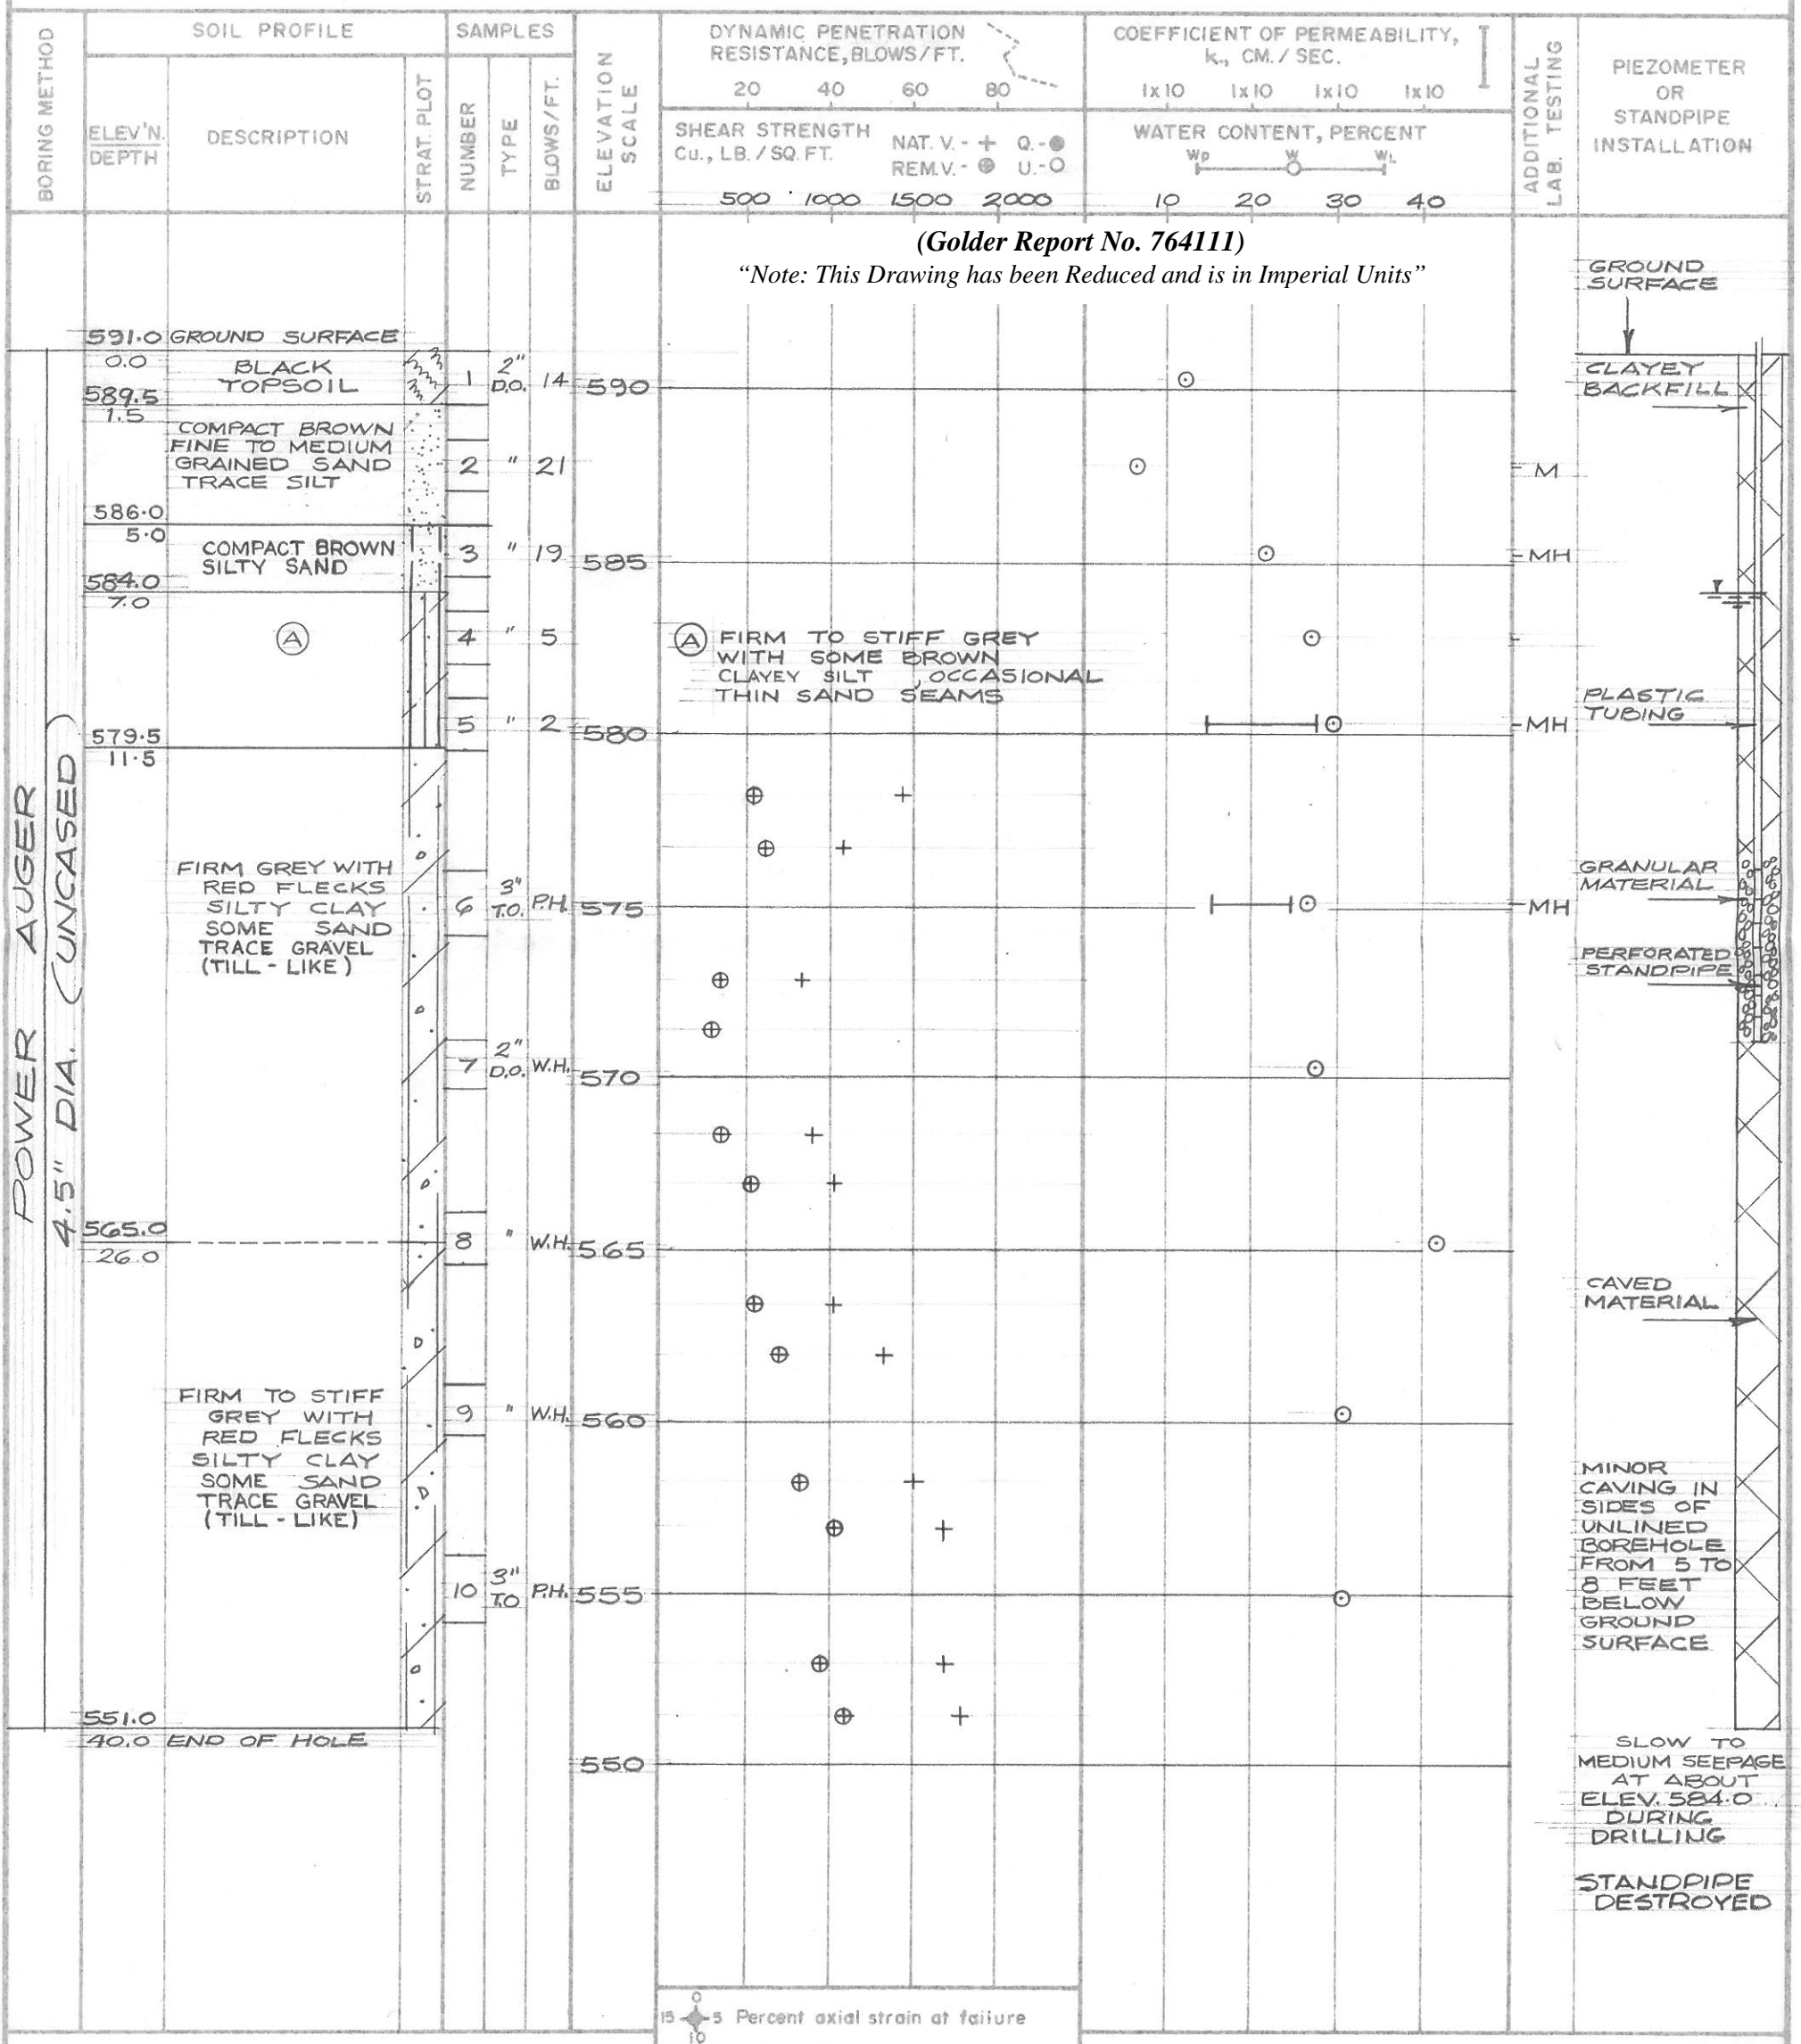 BORING METHOD
SOIL PROFILE
ELEV'N.
DEPTH
DESCRIPTION
STRAT. PLOT
SAMPLES
NUMBER
TYPE
BLOWS/FT.
ELEVATION
SCALE
DYNAMIC PENETRATION
RESISTANCE, BLOWS/FT.
20 40 60 80
SHEAR STRENGTH
Cu., LB./SQ. FT.
NAT. V. - + Q. - ●
REM. V. - ⊕ U. - O
500 1000 1500 2000
COEFFICIENT OF PERMEABILITY,
k., CM./SEC.
1x10 1x10 1x10 1x10
WATER CONTENT, PERCENT
Wp W WL
10 20 30 40
ADDITIONAL
LAB. TESTING
PIEZOMETER
OR
STANDPIPE
INSTALLATION
(Golder Report No. 764111)
“Note: This Drawing has been Reduced and is in Imperial Units”
POWER AUGER
4.5" DIA. (UNCASED)
591.0 GROUND SURFACE
0.0
BLACK
TOPSOIL
589.5
1.5
COMPACT BROWN
FINE TO MEDIUM
GRAINED SAND
TRACE SILT
586.0
5.0
COMPACT BROWN
SILTY SAND
584.0
7.0
A
579.5
11.5
FIRM GREY WITH
RED FLECKS
SILTY CLAY
SOME SAND
TRACE GRAVEL
(TILL-LIKE)
565.0
26.0
FIRM TO STIFF
GREY WITH
RED FLECKS
SILTY CLAY
SOME SAND
TRACE GRAVEL
(TILL-LIKE)
551.0
40.0 END OF HOLE
1 2" D.O. 14
2 " 21
3 " 19
4 " 5
5 " 2
6 3" T.O. P.H.
7 2" D.O. W.H.
8 " W.H.
9 " W.H.
10 3" T.O P.H.
590
585
580
575
570
565
560
555
550
A FIRM TO STIFF GREY
WITH SOME BROWN
CLAYEY SILT , OCCASIONAL
THIN SAND SEAMS
M
MH
MH
MH
GROUND
SURFACE
CLAYEY
BACKFILL
PLASTIC
TUBING
GRANULAR
MATERIAL
PERFORATED
STANDPIPE
CAVED
MATERIAL
MINOR
CAVING IN
SIDES OF
UNLINED
BOREHOLE
FROM 5 TO
8 FEET
BELOW
GROUND
SURFACE
SLOW TO
MEDIUM SEEPAGE
AT ABOUT
ELEV. 584.0
DURING
DRILLING
STANDPIPE
DESTROYED
0
15 5 Percent axial strain at failure
10